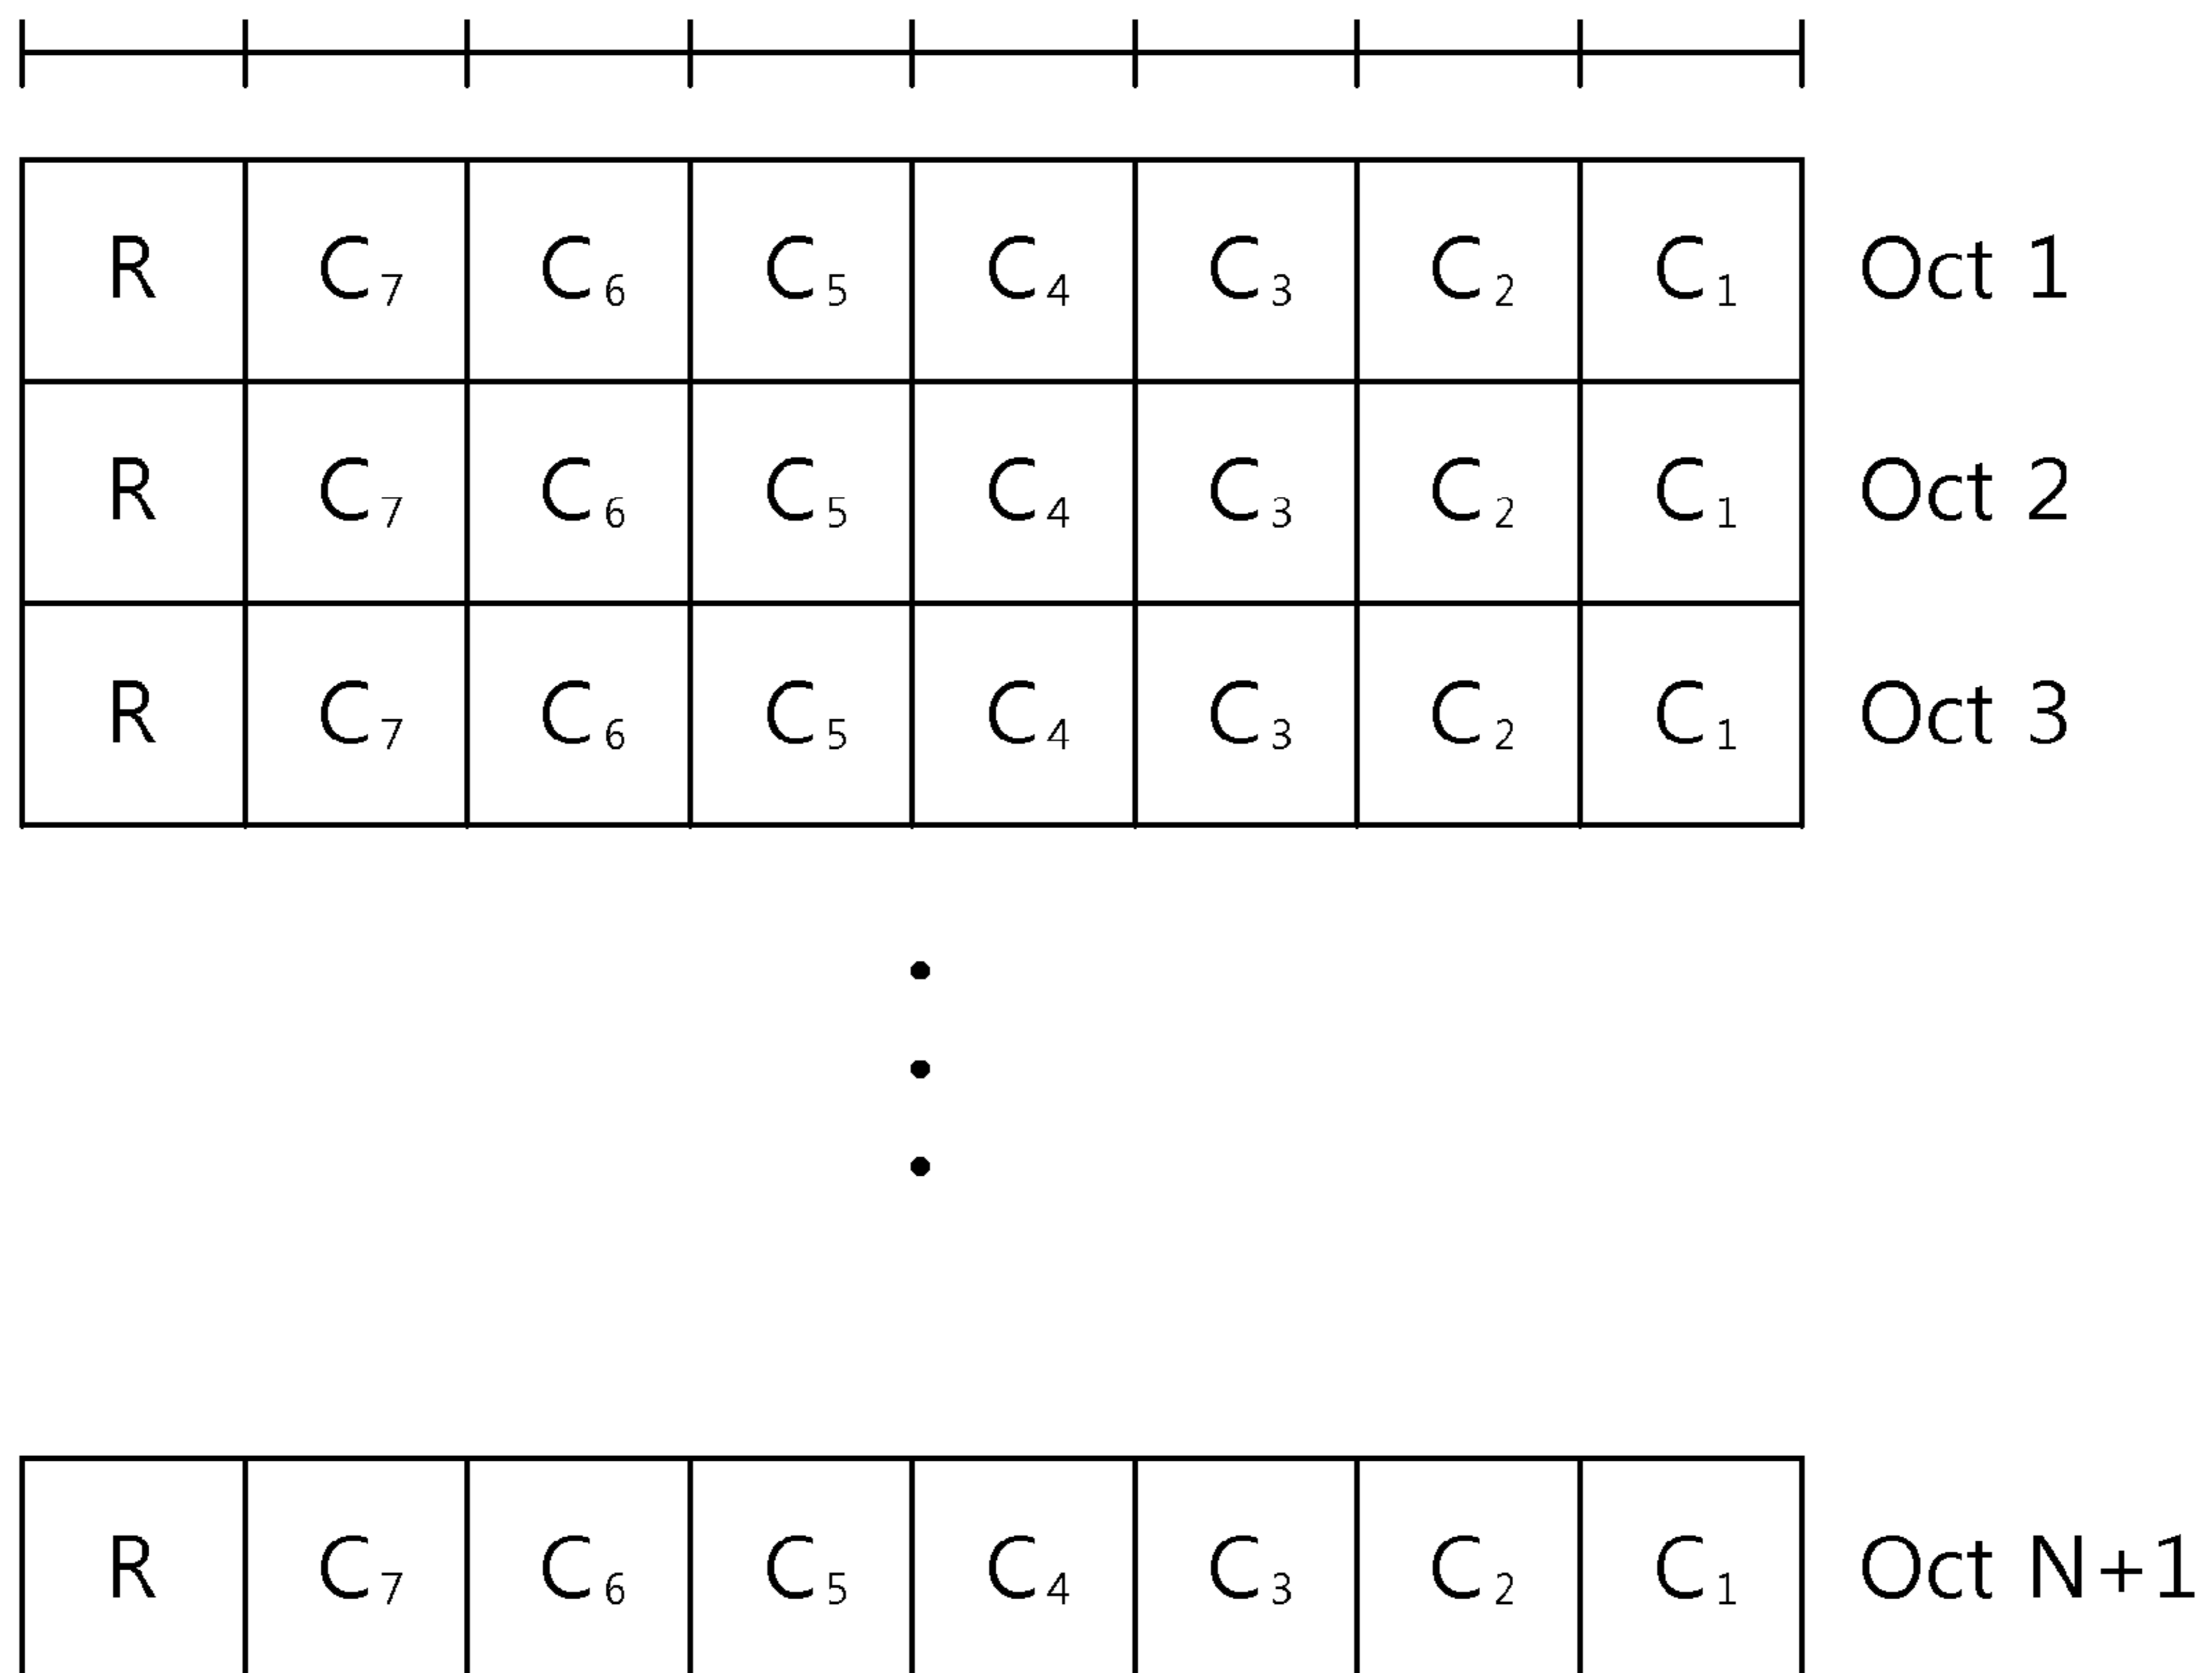 R C₇ C₆ C₅ C₄ C₃ C₂ C₁ Oct 1
R C₇ C₆ C₅ C₄ C₃ C₂ C₁ Oct 2
R C₇ C₆ C₅ C₄ C₃ C₂ C₁ Oct 3
R C₇ C₆ C₅ C₄ C₃ C₂ C₁ Oct N+1